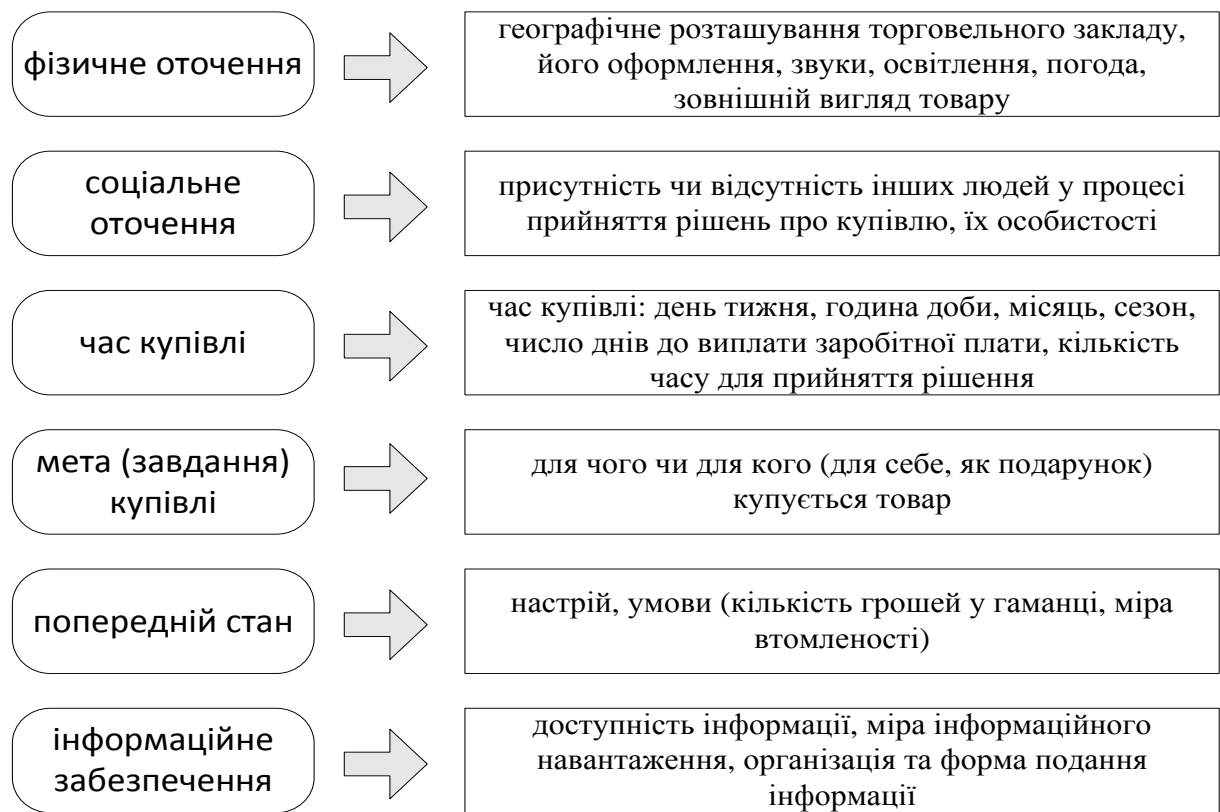 фізичне оточення
географічне розташування торговельного закладу,
його оформлення, звуки, освітлення, погода,
зовнішній вигляд товару
соціальне
оточення
присутність чи відсутність інших людей у процесі
прийняття рішень про купівлю, їх особистості
час купівлі
час купівлі: день тижня, година доби, місяць, сезон,
число днів до виплати заробітної плати, кількість
часу для прийняття рішення
мета (завдання)
купівлі
для чого чи для кого (для себе, як подарунок)
купується товар
попередній стан
настрій, умови (кількість грошей у гаманці, міра
втомленості)
інформаційне
забезпечення
доступність інформації, міра інформаційного
навантаження, організація та форма подання
інформації